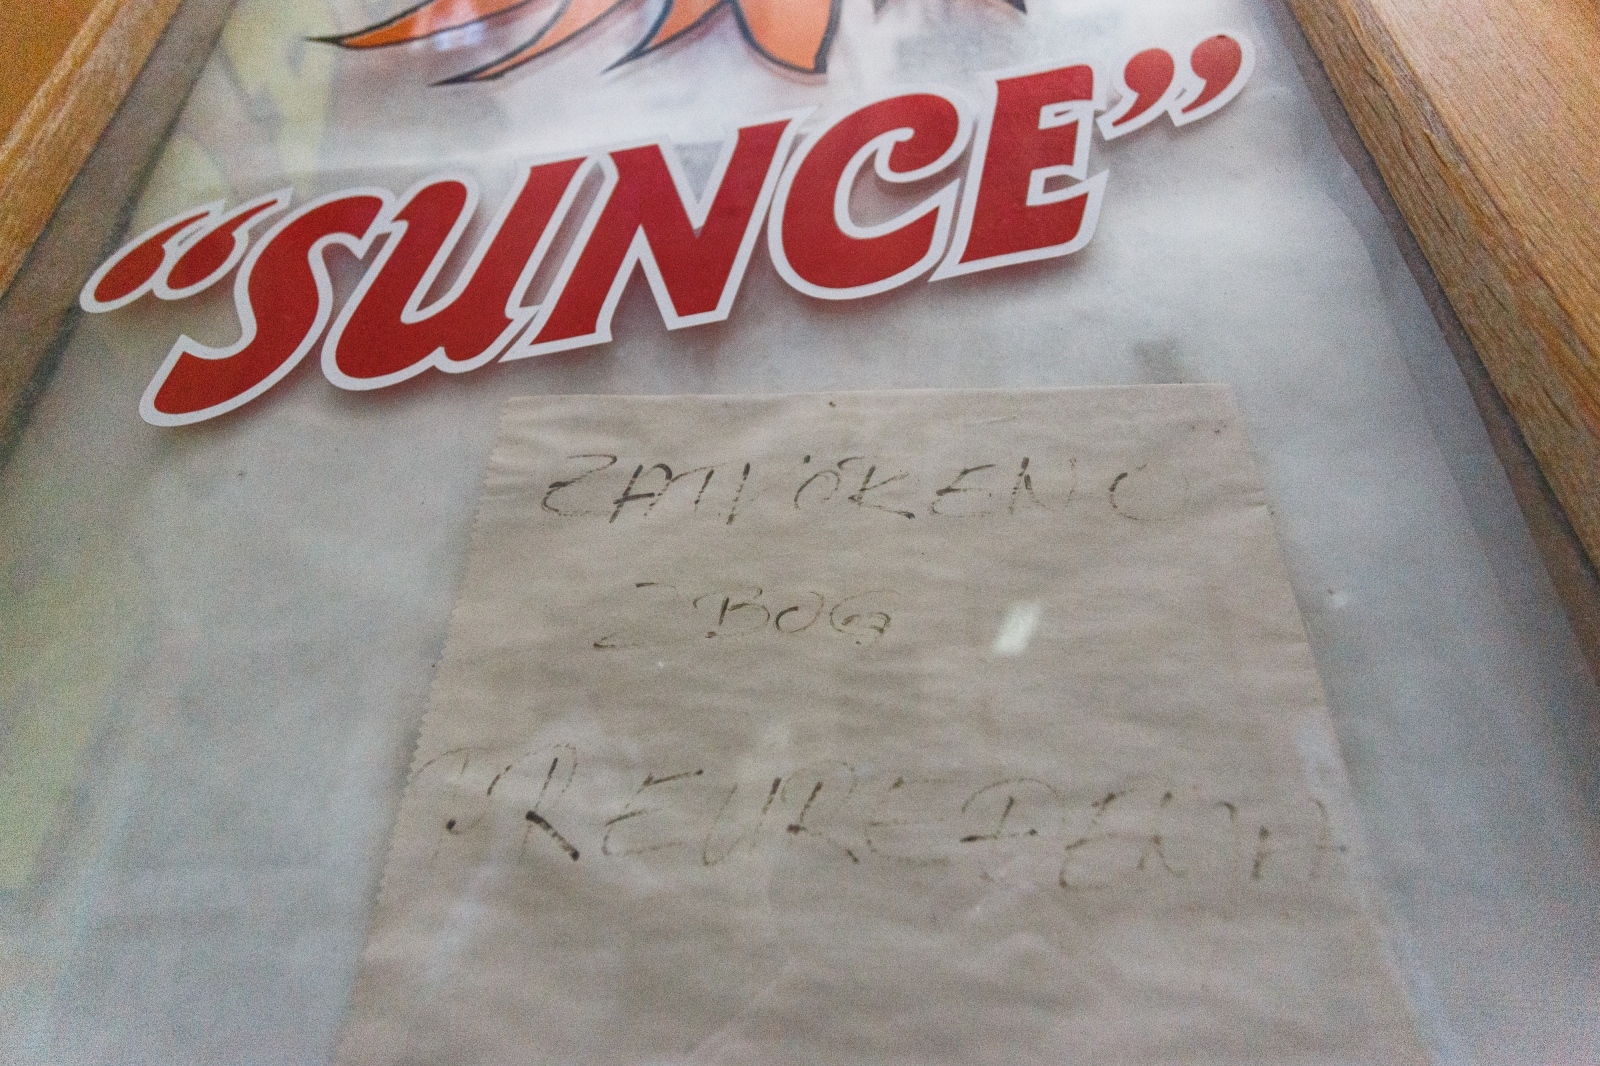 “SUNCE”
ZATVORENO
ZBOG
PREUREĐENJA